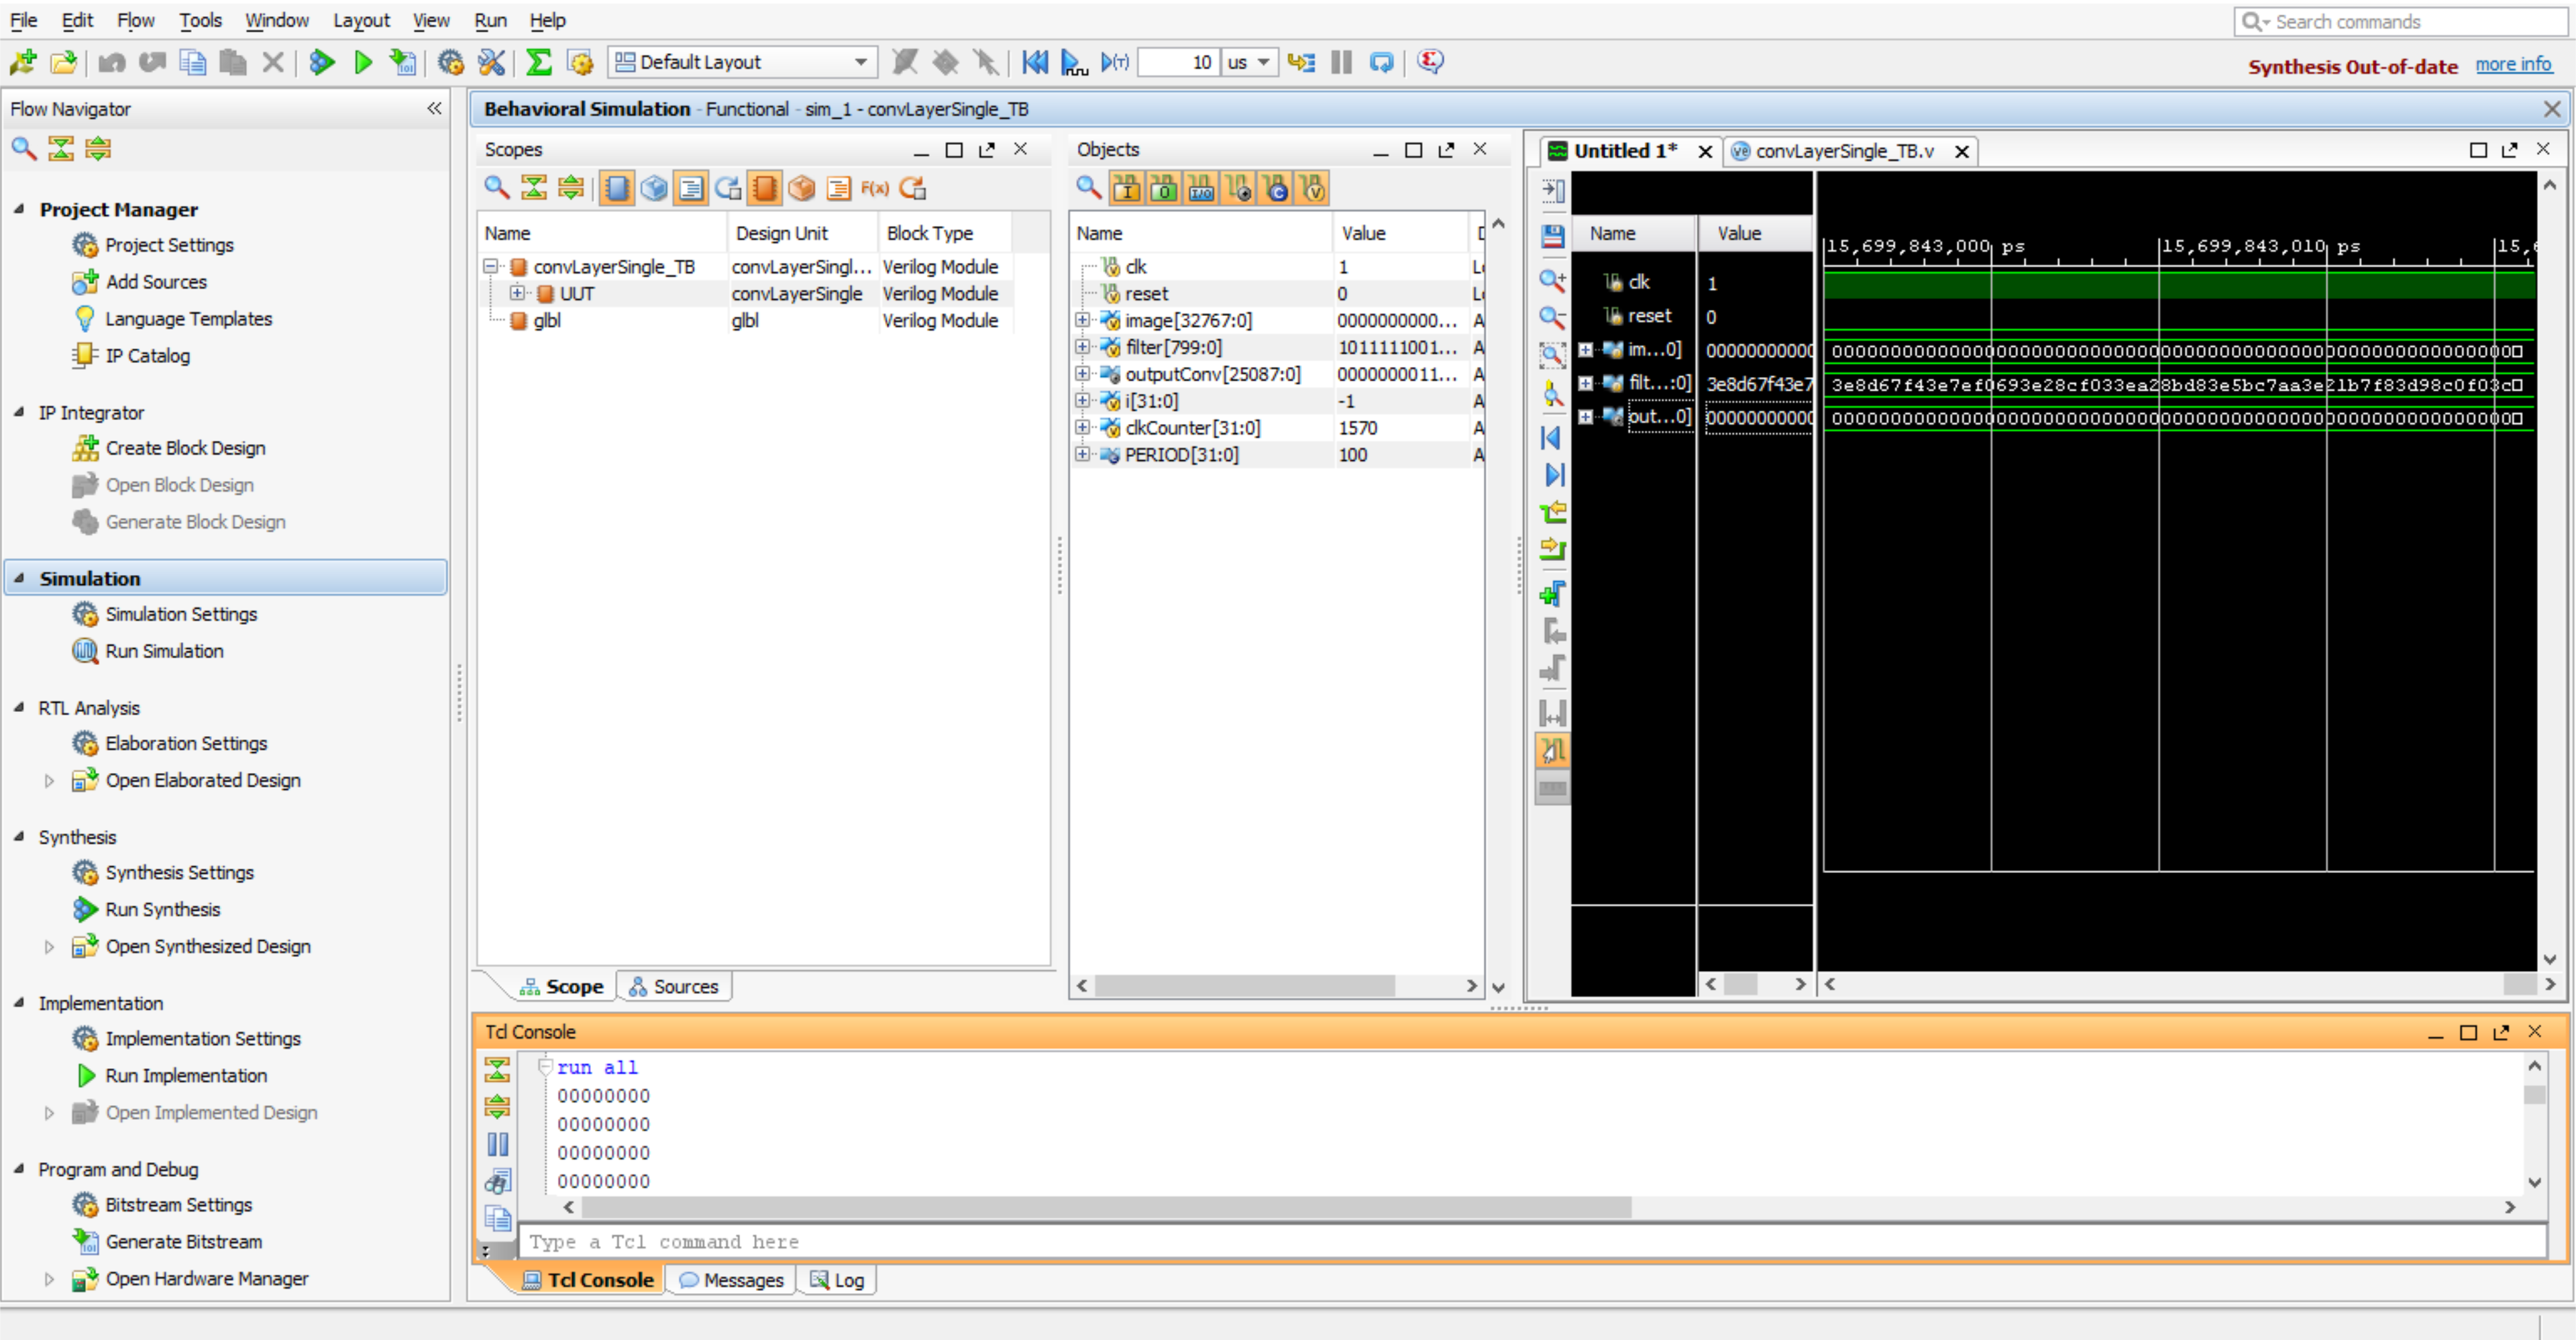 File Edit Flow Tools Window Layout View Run Help
Search commands
Default Layout
10 us
Synthesis Out-of-date more info
Flow Navigator
Project Manager
Project Settings
Add Sources
Language Templates
IP Catalog
IP Integrator
Create Block Design
Open Block Design
Generate Block Design
Simulation
Simulation Settings
Run Simulation
RTL Analysis
Elaboration Settings
Open Elaborated Design
Synthesis
Synthesis Settings
Run Synthesis
Open Synthesized Design
Implementation
Implementation Settings
Run Implementation
Open Implemented Design
Program and Debug
Bitstream Settings
Generate Bitstream
Open Hardware Manager
Behavioral Simulation - Functional - sim_1 - convLayerSingle_TB
Scopes
F(x)
Name Design Unit Block Type
convLayerSingle_TB convLayerSingl... Verilog Module
UUT convLayerSingle Verilog Module
glbl glbl Verilog Module
Scope Sources
Objects
Name Value
clk 1
reset 0
image[32767:0] 0000000000... A
filter[799:0] 1011111001... A
outputConv[25087:0] 0000000011... A
i[31:0] -1 A
clkCounter[31:0] 1570 A
PERIOD[31:0] 100 A
Untitled 1* convLayerSingle_TB.v
Name Value
15,699,843,000 ps 15,699,843,010 ps
clk 1
reset 0
im...0] 00000000000
filt...:0] 3e8d67f43e7 3e8d67f43e7ef0693e28cf033ea28bd83e5bc7aa3e21b7f83d98c0f03c
out...0] 00000000000
Tcl Console
run all
00000000
00000000
00000000
00000000
Type a Tcl command here
Tcl Console Messages Log